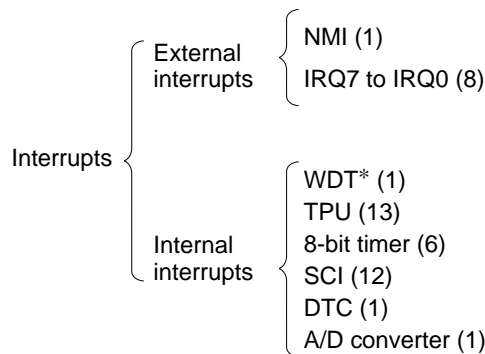 Interrupts
External
interrupts
NMI (1)
IRQ7 to IRQ0 (8)
Internal
interrupts
WDT* (1)
TPU (13)
8-bit timer (6)
SCI (12)
DTC (1)
A/D converter (1)